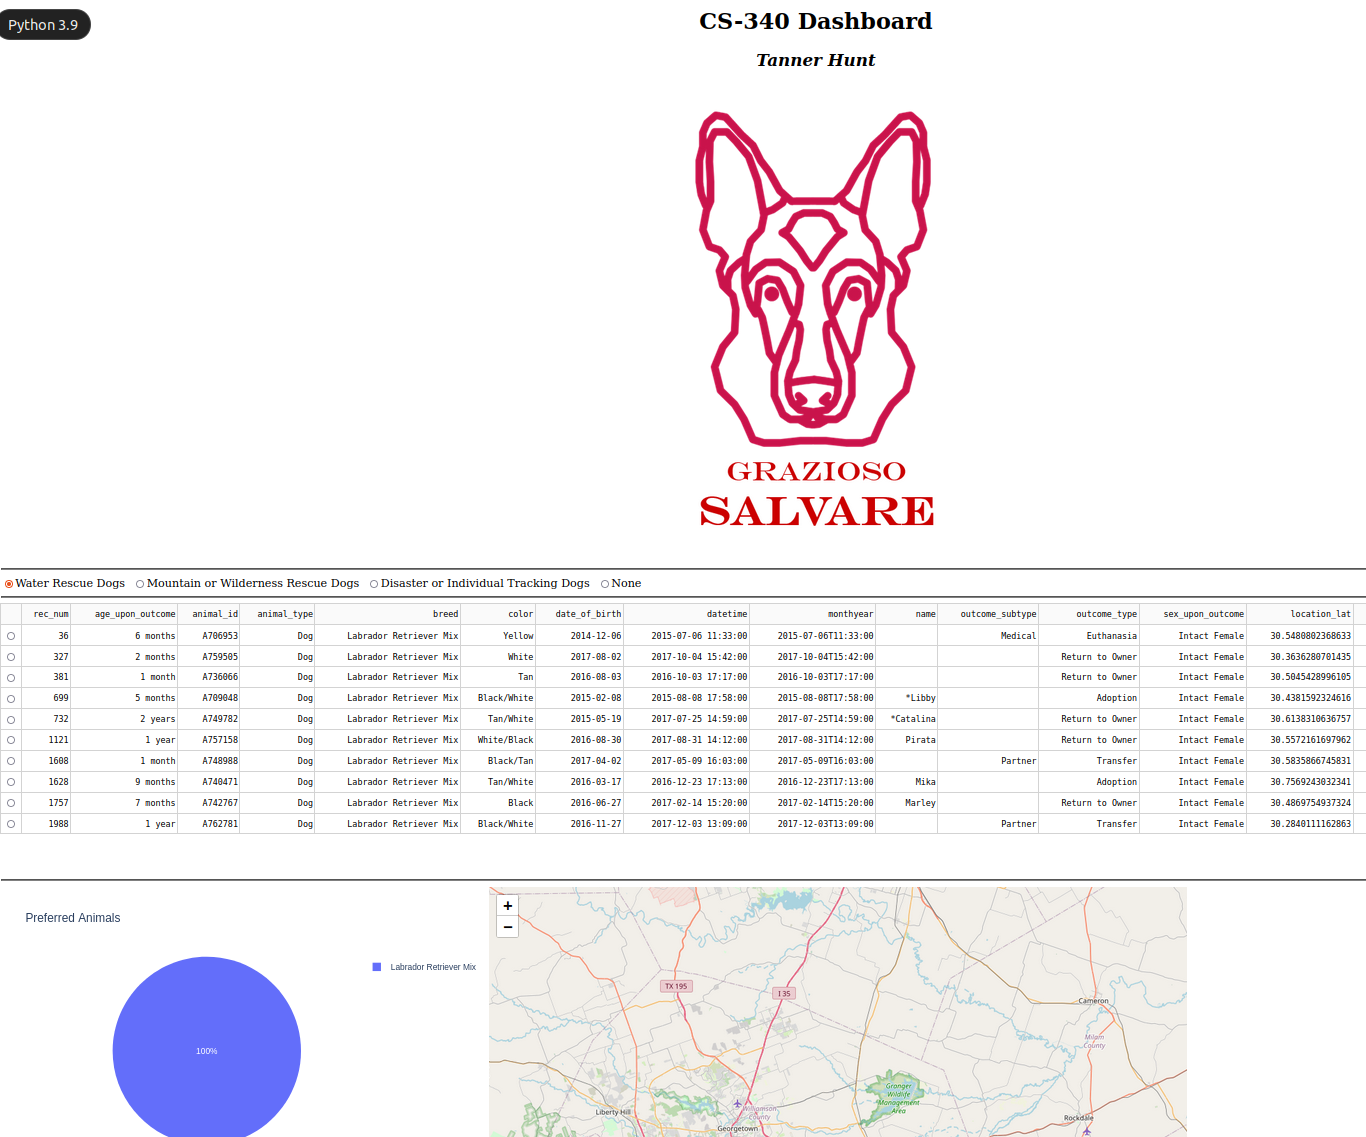 Python 3.9
CS-340 Dashboard
Tanner Hunt
GRAZIOSO
SALVARE
Water Rescue Dogs Mountain or Wilderness Rescue Dogs Disaster or Individual Tracking Dogs None
rec_num age_upon_outcome animal_id animal_type breed color date_of_birth datetime monthyear name outcome_subtype outcome_type sex_upon_outcome location_lat
36 6 months A706953 Dog Labrador Retriever Mix Yellow 2014-12-06 2015-07-06 11:33:00 2015-07-06T11:33:00 Medical Euthanasia Intact Female 30.5480802368633
327 2 months A759505 Dog Labrador Retriever Mix White 2017-08-02 2017-10-04 15:42:00 2017-10-04T15:42:00 Return to Owner Intact Female 30.3636280701435
381 1 month A736066 Dog Labrador Retriever Mix Tan 2016-08-03 2016-10-03 17:17:00 2016-10-03T17:17:00 Return to Owner Intact Female 30.5045428996105
699 5 months A709048 Dog Labrador Retriever Mix Black/White 2015-02-08 2015-08-08 17:58:00 2015-08-08T17:58:00 *Libby Adoption Intact Female 30.4381592324616
732 2 years A749782 Dog Labrador Retriever Mix Tan/White 2015-05-19 2017-07-25 14:59:00 2017-07-25T14:59:00 *Catalina Return to Owner Intact Female 30.6138310636757
1121 1 year A757158 Dog Labrador Retriever Mix White/Black 2016-08-30 2017-08-31 14:12:00 2017-08-31T14:12:00 Pirata Return to Owner Intact Female 30.5572161697962
1608 1 month A748988 Dog Labrador Retriever Mix Black/Tan 2017-04-02 2017-05-09 16:03:00 2017-05-09T16:03:00 Partner Transfer Intact Female 30.5835866745831
1628 9 months A740471 Dog Labrador Retriever Mix Tan/White 2016-03-17 2016-12-23 17:13:00 2016-12-23T17:13:00 Mika Adoption Intact Female 30.7569243032341
1757 7 months A742767 Dog Labrador Retriever Mix Black 2016-06-27 2017-02-14 15:20:00 2017-02-14T15:20:00 Marley Return to Owner Intact Female 30.4869754937324
1988 1 year A762781 Dog Labrador Retriever Mix Black/White 2016-11-27 2017-12-03 13:09:00 2017-12-03T13:09:00 Partner Transfer Intact Female 30.2840111162863
Preferred Animals
Labrador Retriever Mix
100%
+
−
TX 195
I 35
Cameron
Milam
County
Granger
Wildlife
Management
Area
Liberty Hill
Williamson
County
Georgetown
Rockdale